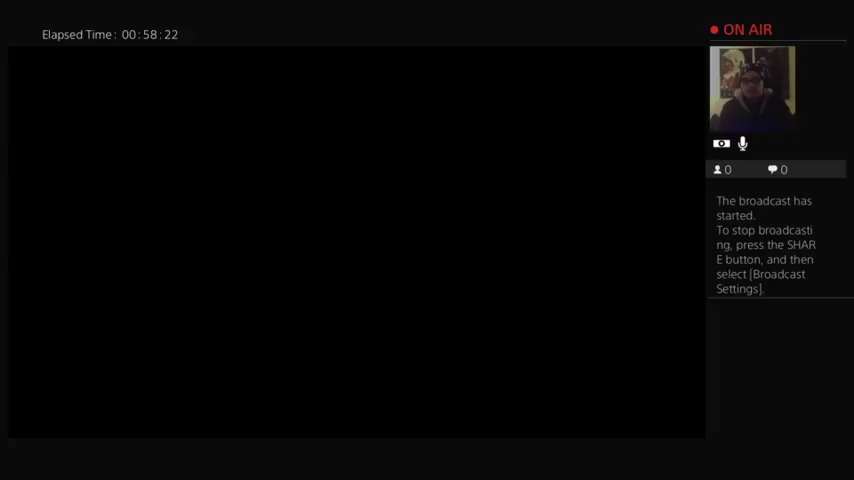 Elapsed Time: 00:58:22
ON AIR
0 0
The broadcast has
started.
To stop broadcasti
ng, press the SHAR
E button, and then
select [Broadcast
Settings].